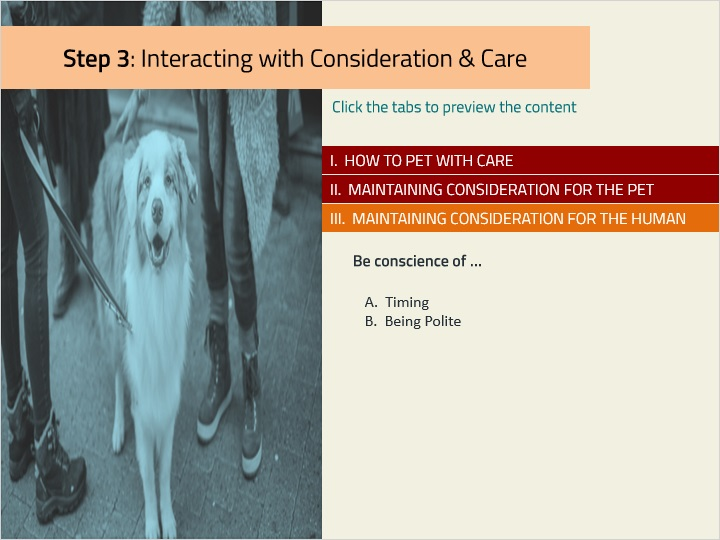 Step 3: Interacting with Consideration & Care
Click the tabs to preview the content
I. HOW TO PET WITH CARE
II. MAINTAINING CONSIDERATION FOR THE PET
III. MAINTAINING CONSIDERATION FOR THE HUMAN
Be conscience of ...
A. Timing
B. Being Polite